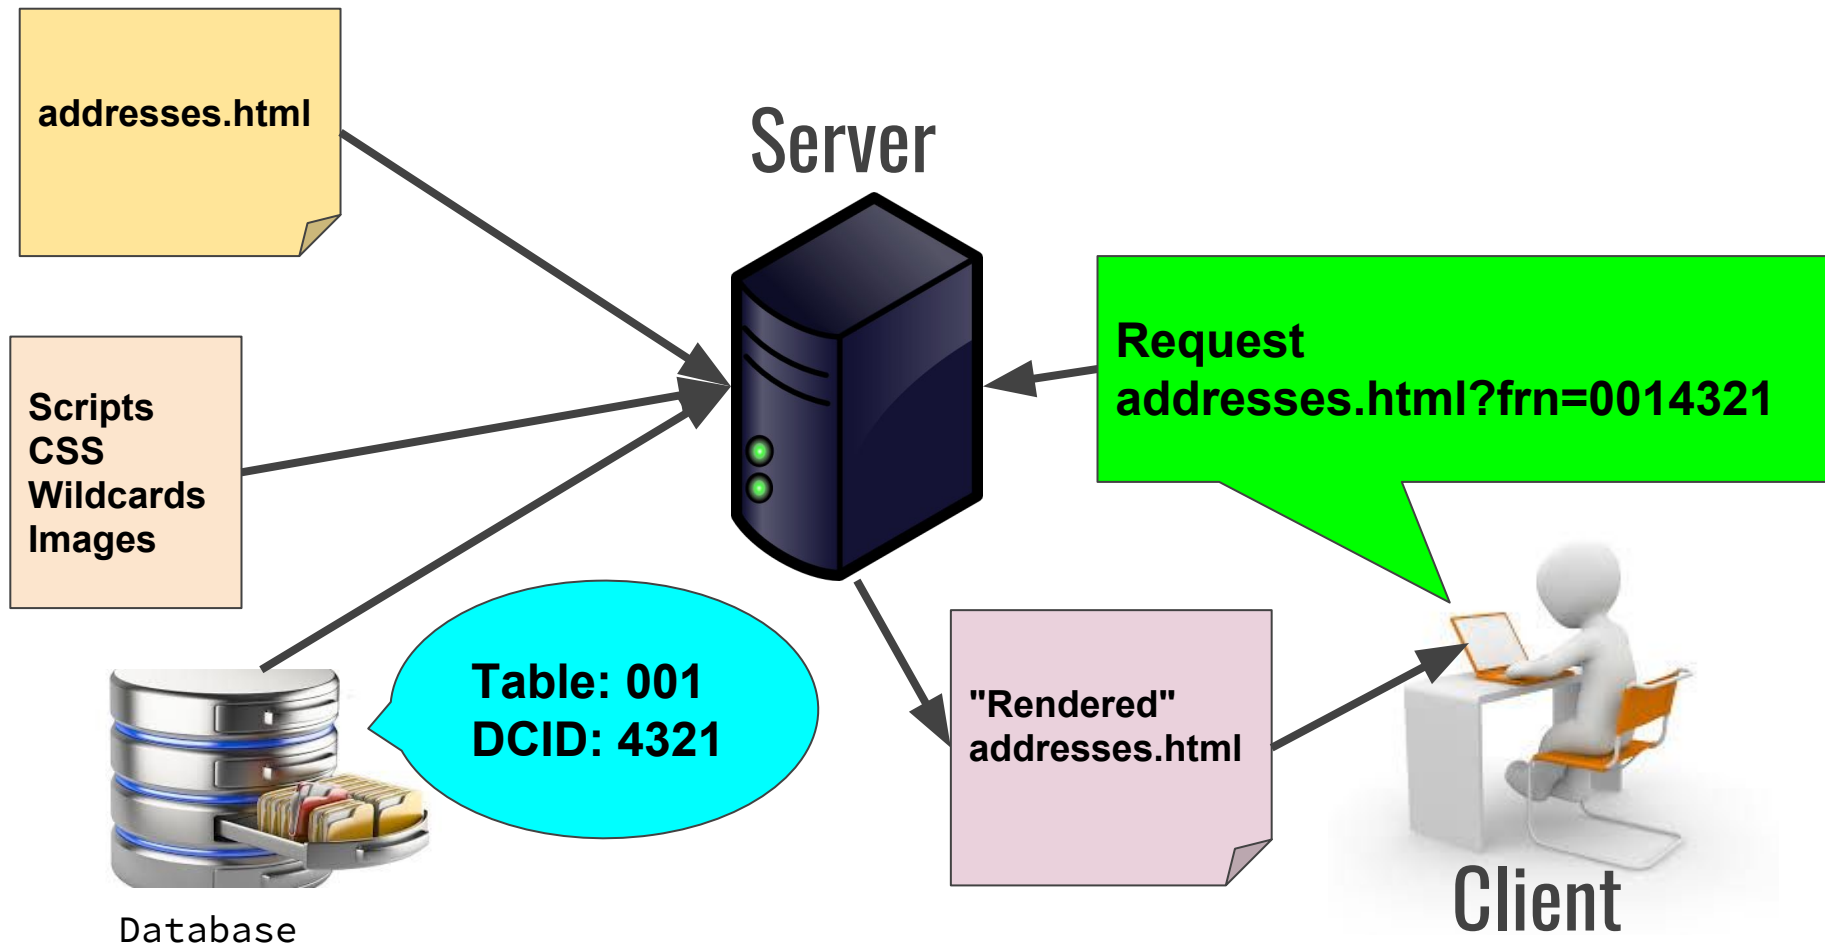 addresses.html
Server
Request
addresses.html?frn=0014321
Scripts
CSS
Wildcards
Images
Table: 001
DCID: 4321
"Rendered"
addresses.html
Client
Database